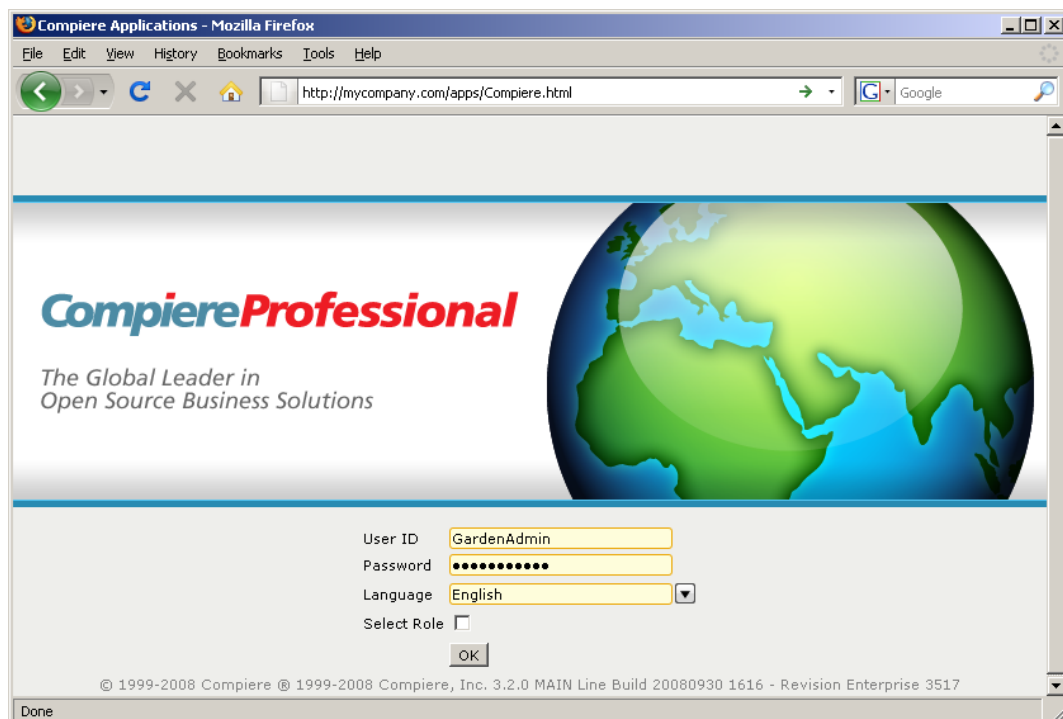 Compiere Applications - Mozilla Firefox
File Edit View History Bookmarks Tools Help
http://mycompany.com/apps/Compiere.html
G Google
CompiereProfessional
The Global Leader in
Open Source Business Solutions
User ID GardenAdmin
Password •••••••••••
Language English
Select Role
OK
© 1999-2008 Compiere ® 1999-2008 Compiere, Inc. 3.2.0 MAIN Line Build 20080930 1616 - Revision Enterprise 3517
Done